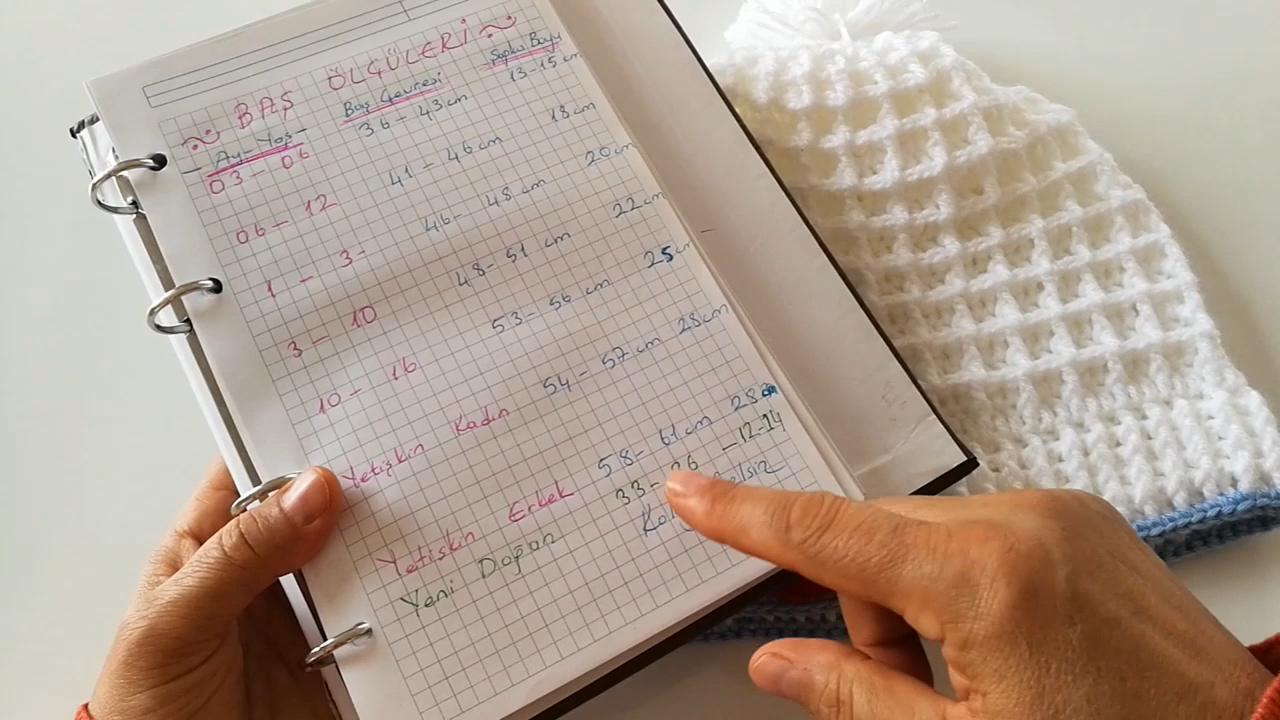 ~ BAŞ ÖLÇÜLERİ ~
Ay-Yaş- Baş Çevresi Şapka Boyu
03-06 36-43 cm 13-15 cm
06-12 41-46 cm 18 cm
1-3- 46-48 cm 20 cm
3-10 48-51 cm 22 cm
10-16 53-56 cm 25 cm
Yetişkin Kadın 54-57 cm 28 cm
Yetişkin Erkek 58-61 cm 28 cm
Yeni Doğan 33- -12-14